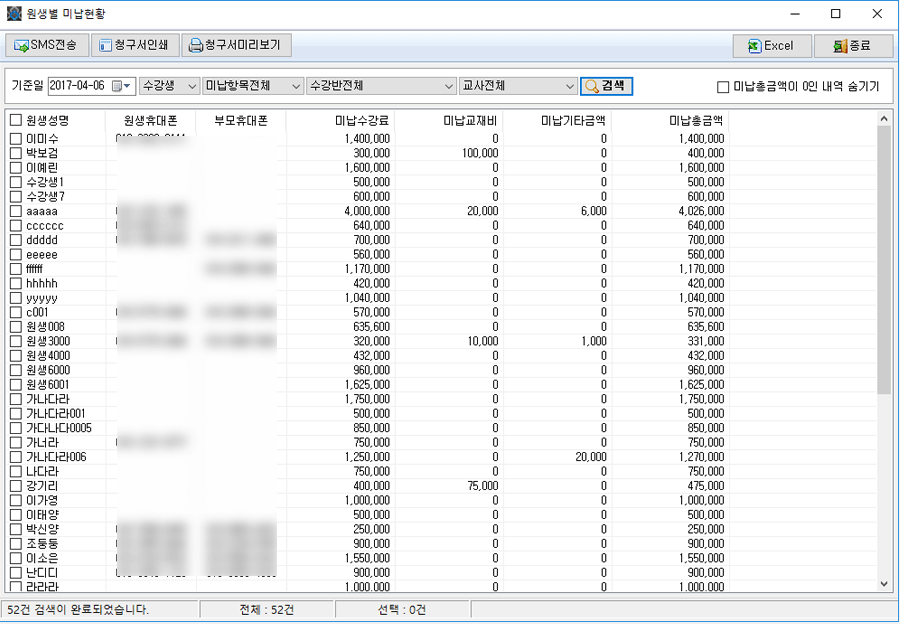 원생별 미납현황
SMS전송 청구서인쇄 청구서미리보기 Excel 종료
기준일 2017-04-06 수강생 미납항목전체 수강반전체 교사전체 검색 미납총금액이 0인 내역 숨기기
원생성명 원생휴대폰 부모휴대폰 미납수강료 미납교재비 미납기타금액 미납총금액
이미수 1,400,000 0 0 1,400,000
박보검 300,000 100,000 0 400,000
이예린 1,600,000 0 0 1,600,000
수강생1 500,000 0 0 500,000
수강생7 600,000 0 0 600,000
aaaaa 4,000,000 20,000 6,000 4,026,000
cccccc 640,000 0 0 640,000
ddddd 700,000 0 0 700,000
eeeee 560,000 0 0 560,000
ffffff 1,170,000 0 0 1,170,000
hhhhh 420,000 0 0 420,000
yyyyy 1,040,000 0 0 1,040,000
c001 570,000 0 0 570,000
원생008 635,600 0 0 635,600
원생3000 320,000 10,000 1,000 331,000
원생4000 432,000 0 0 432,000
원생6000 960,000 0 0 960,000
원생6001 1,625,000 0 0 1,625,000
가나다라 1,750,000 0 0 1,750,000
가나다라001 500,000 0 0 500,000
가다나다0005 850,000 0 0 850,000
가너라 750,000 0 0 750,000
가나다라006 1,250,000 0 20,000 1,270,000
나다라 750,000 0 0 750,000
강기리 400,000 75,000 0 475,000
이가영 1,000,000 0 0 1,000,000
이태양 500,000 0 0 500,000
박신양 250,000 0 0 250,000
조둥둥 900,000 0 0 900,000
이소은 1,550,000 0 0 1,550,000
난디디 900,000 0 0 900,000
라라라 1,000,000 0 0 1,000,000
52건 검색이 완료되었습니다. 전체 : 52건 선택 : 0건